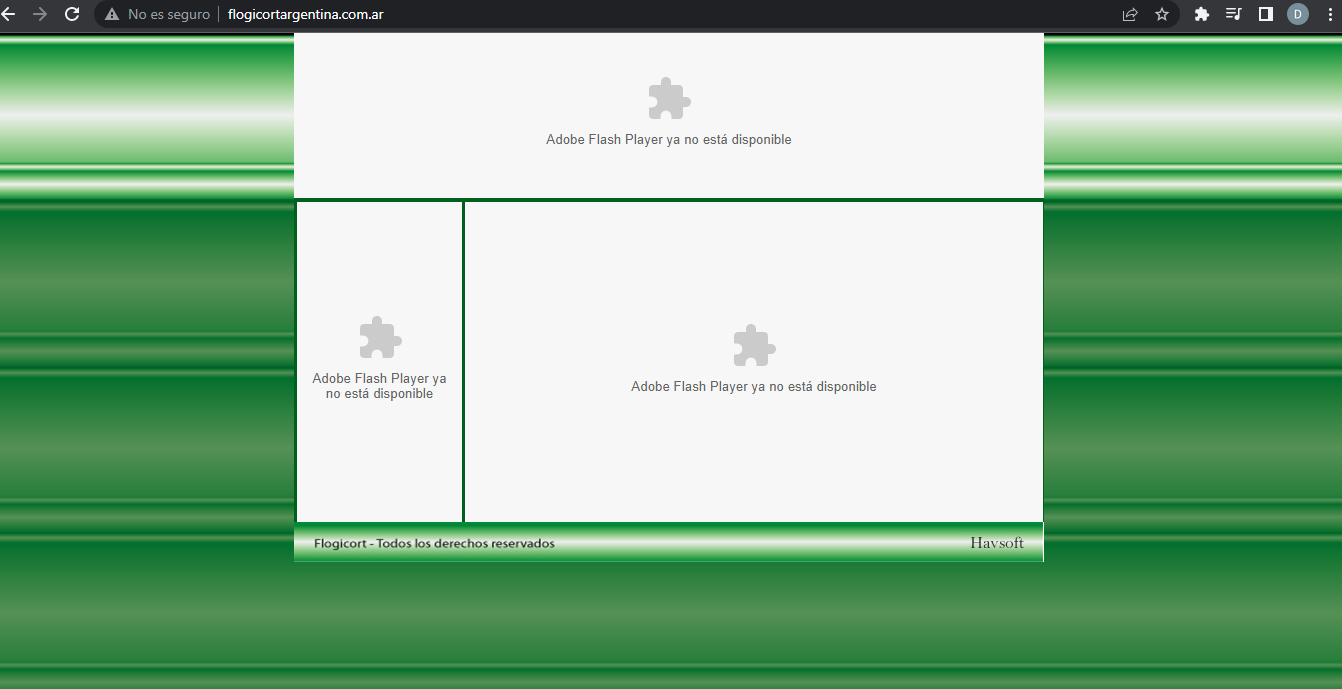 No es seguro flogicortargentina.com.ar
D
Adobe Flash Player ya no está disponible
Adobe Flash Player ya
no está disponible
Adobe Flash Player ya no está disponible
Flogicort - Todos los derechos reservados
Havsoft